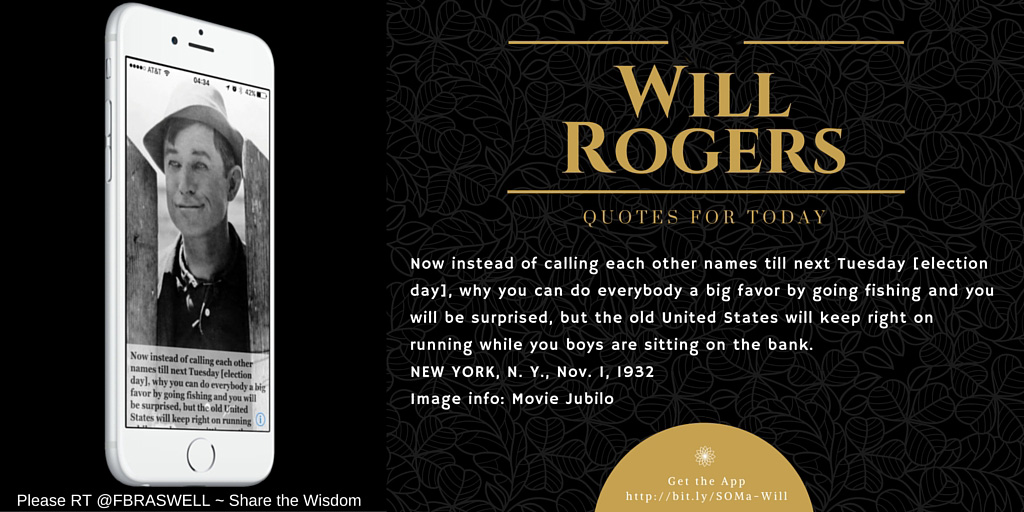 AT&T
04:34
42%
Now instead of calling each other
names till next Tuesday [election
day], why you can do everybody a big
favor by going fishing and you will
be surprised, but the old United
States will keep right on running
Please RT @FBRASWELL ~ Share the Wisdom
WILL
ROGERS
QUOTES FOR TODAY
Now instead of calling each other names till next Tuesday [election
day], why you can do everybody a big favor by going fishing and you
will be surprised, but the old United States will keep right on
running while you boys are sitting on the bank.
NEW YORK, N. Y., Nov. 1, 1932
Image info: Movie Jubilo
Get the App
http://bit.ly/SOMa-Will